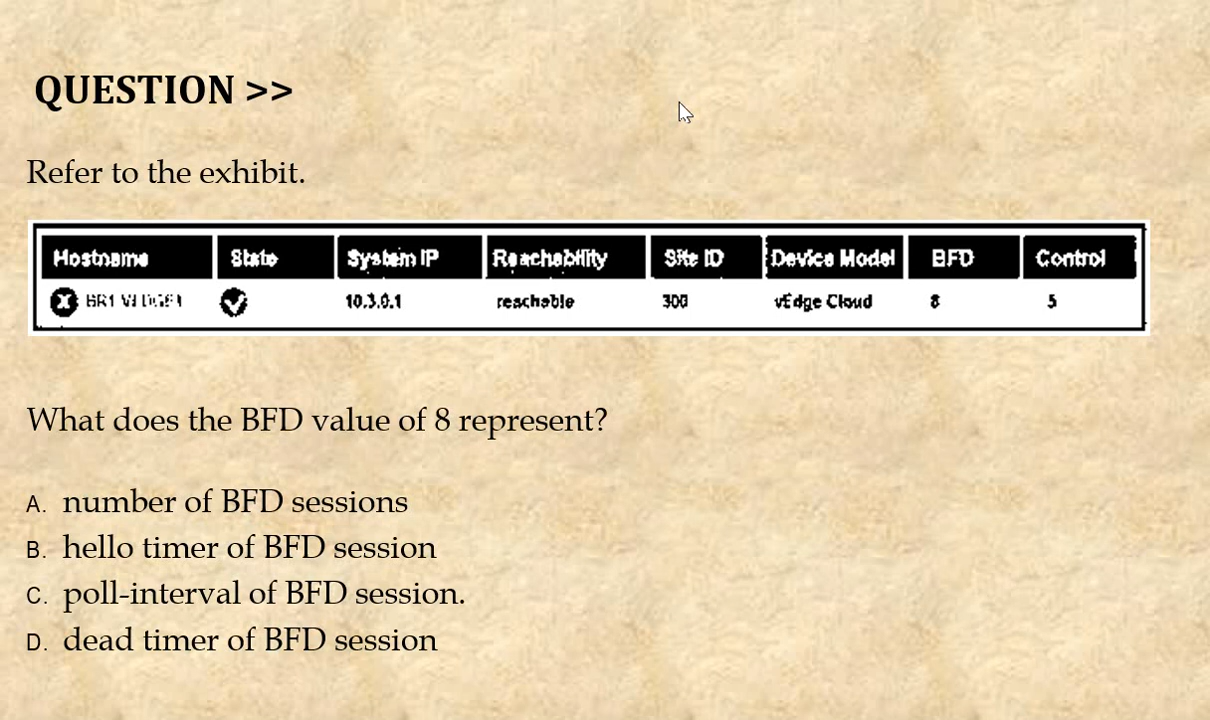 QUESTION >>
Refer to the exhibit.
Hostname State System IP Reachability Site ID Device Model BFD Control
10.3.0.1 reachable 300 vEdge Cloud 8 5
What does the BFD value of 8 represent?
A. number of BFD sessions
B. hello timer of BFD session
C. poll-interval of BFD session.
D. dead timer of BFD session